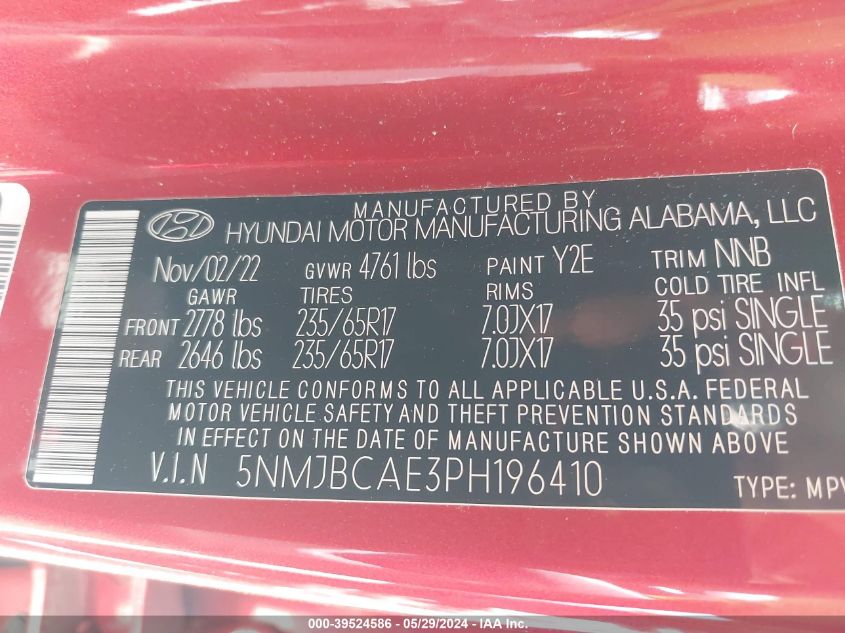 MANUFACTURED BY
HYUNDAI MOTOR MANUFACTURING ALABAMA, LLC
Nov/02/22 GVWR 4761 lbs PAINT Y2E TRIM NNB
GAWR TIRES RIMS COLD TIRE INFL
FRONT 2778 lbs 235/65R17 7.0JX17 35 psi SINGLE
REAR 2646 lbs 235/65R17 7.0JX17 35 psi SINGLE
THIS VEHICLE CONFORMS TO ALL APPLICABLE U.S.A. FEDERAL
MOTOR VEHICLE SAFETY AND THEFT PREVENTION STANDARDS
IN EFFECT ON THE DATE OF MANUFACTURE SHOWN ABOVE
V.I.N 5NMJBCAE3PH196410
TYPE: MPV
000-39524586 - 05/29/2024 - IAA Inc.